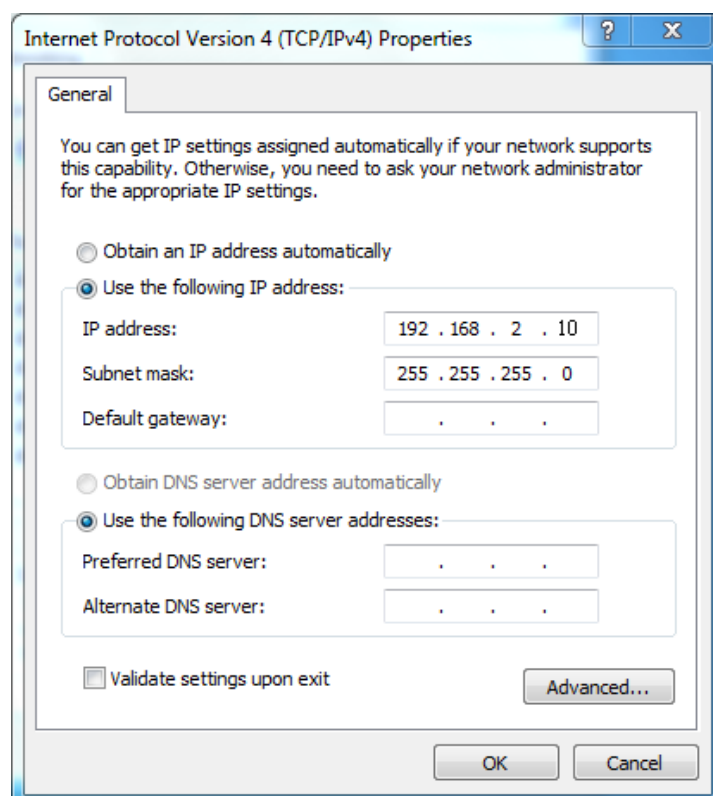 Internet Protocol Version 4 (TCP/IPv4) Properties
?
General
You can get IP settings assigned automatically if your network supports
this capability. Otherwise, you need to ask your network administrator
for the appropriate IP settings.
Obtain an IP address automatically
Use the following IP address:
IP address: 192 . 168 . 2 . 10
Subnet mask: 255 . 255 . 255 . 0
Default gateway: . . .
Obtain DNS server address automatically
Use the following DNS server addresses:
Preferred DNS server: . . .
Alternate DNS server: . . .
Validate settings upon exit
Advanced...
OK Cancel